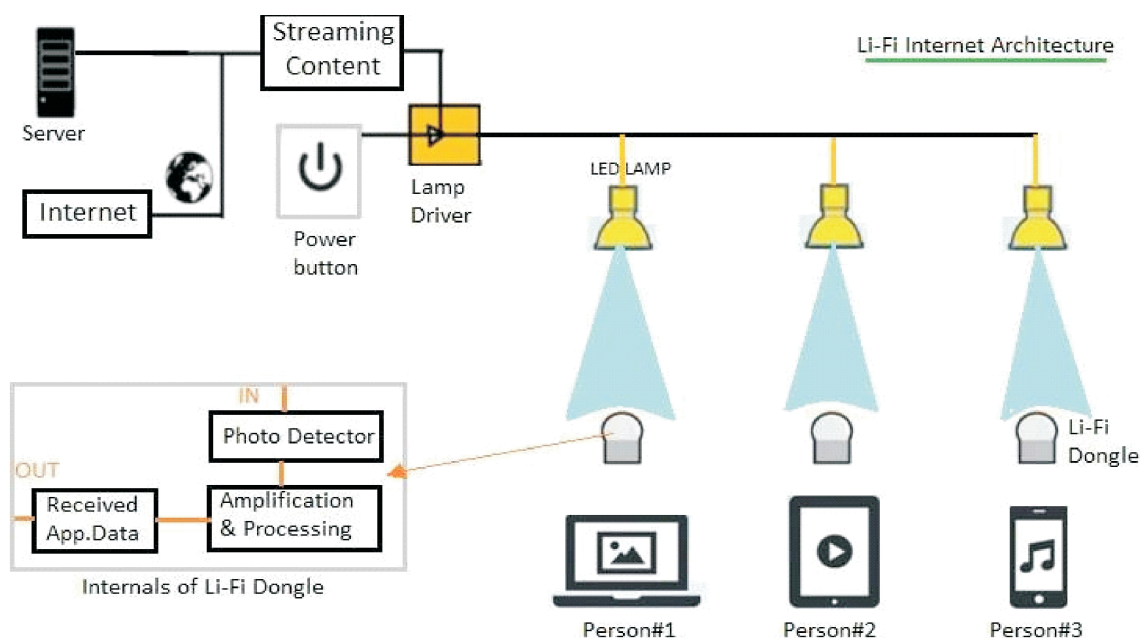 Streaming
Content
Li-Fi Internet Architecture
Server
Internet
Lamp
Driver
Power
button
LED LAMP
IN
Photo Detector
OUT
Received
App.Data
Amplification
& Processing
Internals of Li-Fi Dongle
Li-Fi
Dongle
Person#1
Person#2
Person#3